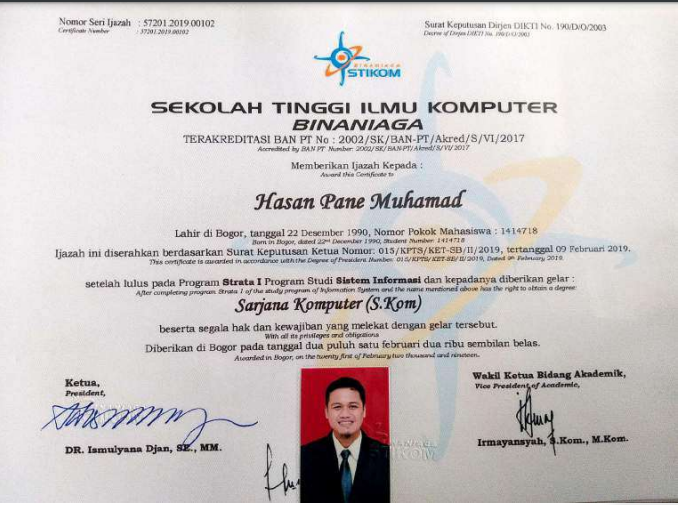 Nomor Seri Ijazah : 57201.2019.00102
Certificate Number : 57201.2019.00102
Surat Keputusan Dirjen DIKTI No. 190/D/O/2003
Decree of Dirjen DIKTI No. 190/D/O/2003
BINANIAGA
STIKOM
SEKOLAH TINGGI ILMU KOMPUTER
BINANIAGA
TERAKREDITASI BAN PT No : 2002/SK/BAN-PT/Akred/S/VI/2017
Accredited by BAN PT Number: 2002/SK/BAN-PT/Akred/S/VI/2017
Memberikan Ijazah Kepada :
Award this Certificate to
Hasan Pane Muhamad
Lahir di Bogor, tanggal 22 Desember 1990, Nomor Pokok Mahasiswa : 1414718
Born in Bogor, dated 22nd December 1990, Student Number: 1414718
Ijazah ini diserahkan berdasarkan Surat Keputusan Ketua Nomor: 015/KPTS/KET-SB/II/2019, tertanggal 09 Februari 2019.
This certificate is awarded in accordance with the Degree of President Number: 015/KPTS/KET-SB/II/2019, Dated 9th February 2019.
setelah lulus pada Program Strata I Program Studi Sistem Informasi dan kepadanya diberikan gelar :
After completing program Strata 1 of the study program of Information System and the name mentioned above has the right to obtain a degree:
Sarjana Komputer (S.Kom)
beserta segala hak dan kewajiban yang melekat dengan gelar tersebut.
With all its privileges and obligations
Diberikan di Bogor pada tanggal dua puluh satu februari dua ribu sembilan belas.
Awarded in Bogor, on the twenty first of February two thousand and nineteen.
Ketua,
President,
Wakil Ketua Bidang Akademik,
Vice President of Academic,
BINANIAGA
STIKOM
DR. Ismulyana Djan, SE., MM.
Irmayansyah, S.Kom., M.Kom.